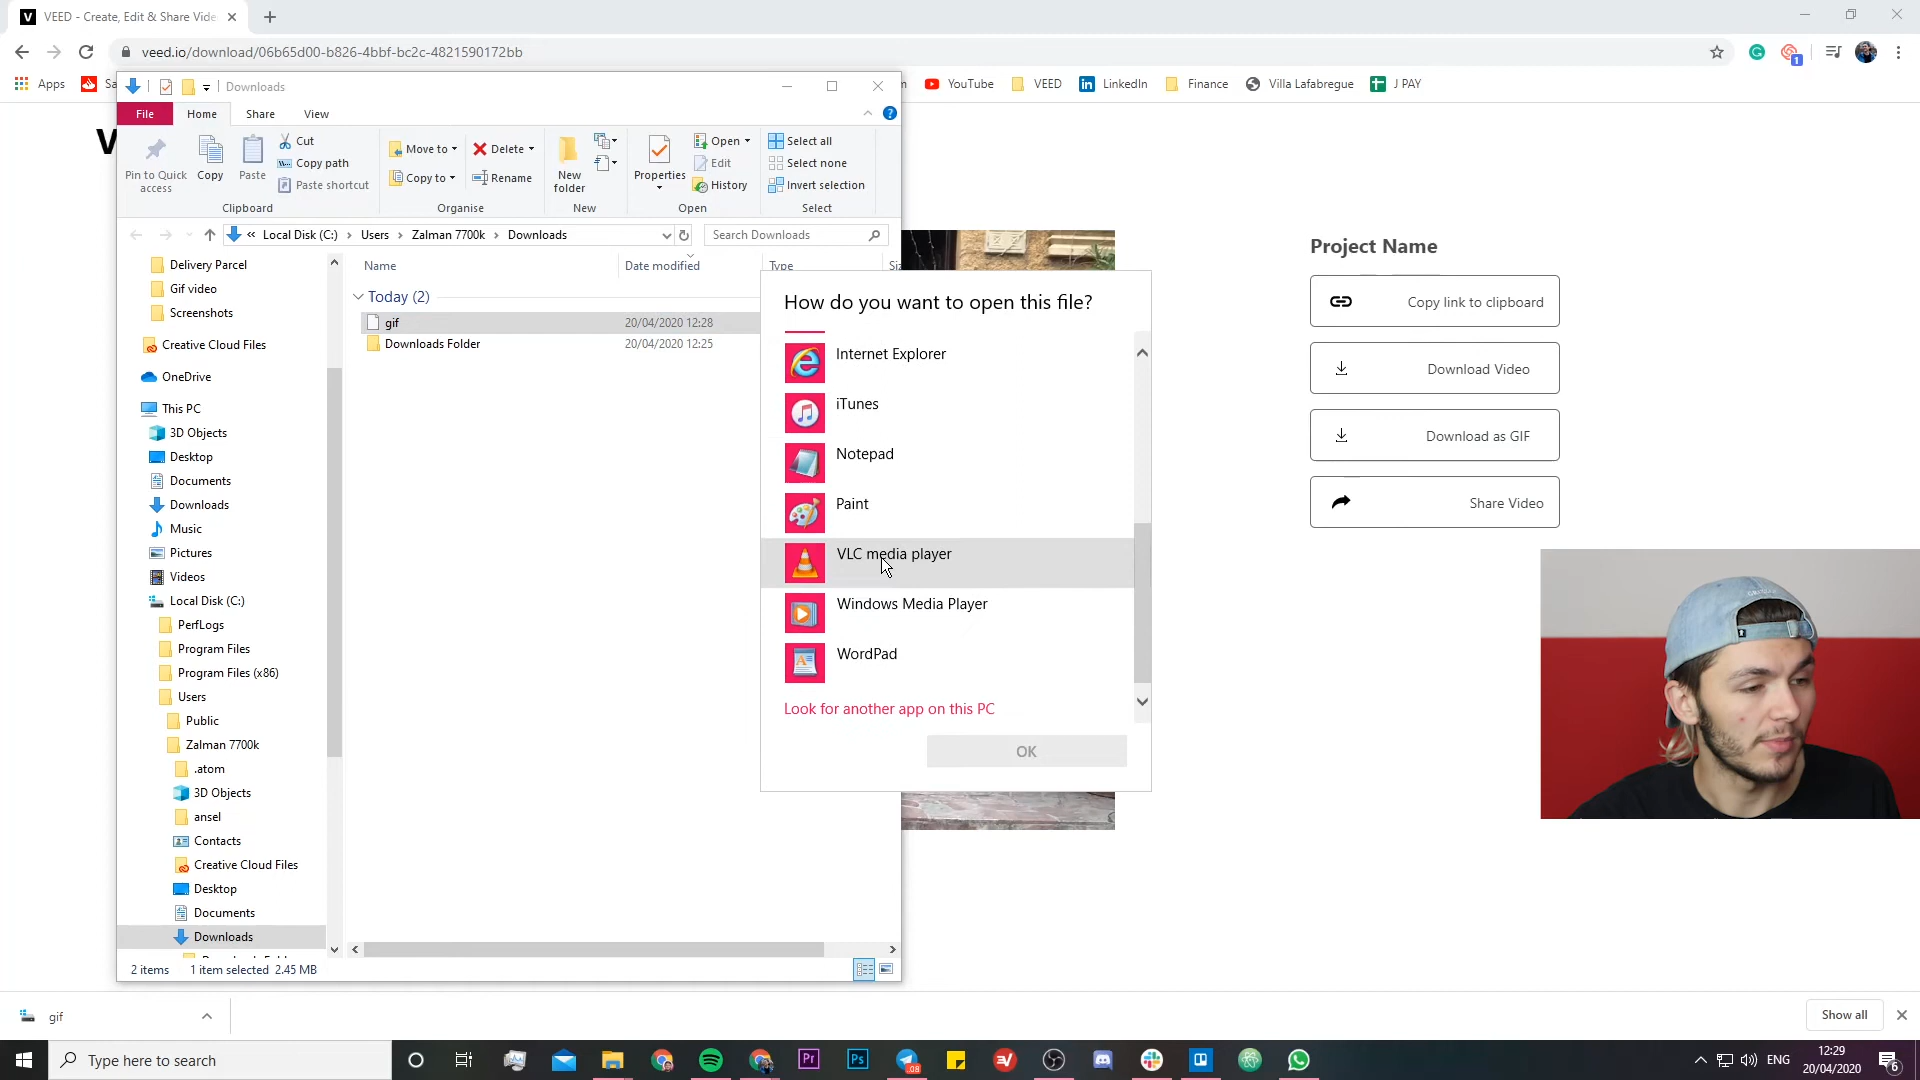 VEED - Create, Edit & Share Vide
veed.io/download/06b65d00-b826-4bbf-bc2c-4821590172bb
1
Apps
Sa
YouTube
VEED
LinkedIn
Finance
Villa Lafabregue
J PAY
Downloads
File
Home
Share
View
Pin to Quick access
Copy
Paste
Cut
Copy path
Paste shortcut
Clipboard
Move to
Copy to
Delete
Rename
Organise
New folder
New
Properties
Open
Edit
History
Open
Select all
Select none
Invert selection
Select
« Local Disk (C:) › Users › Zalman 7700k › Downloads
Search Downloads
Delivery Parcel
Gif video
Screenshots
Creative Cloud Files
OneDrive
This PC
3D Objects
Desktop
Documents
Downloads
Music
Pictures
Videos
Local Disk (C:)
PerfLogs
Program Files
Program Files (x86)
Users
Public
Zalman 7700k
.atom
3D Objects
ansel
Contacts
Creative Cloud Files
Desktop
Documents
Downloads
Name
Date modified
Type
Siz
Today (2)
gif 20/04/2020 12:28
Downloads Folder 20/04/2020 12:25
2 items 1 item selected 2.45 MB
How do you want to open this file?
Internet Explorer
iTunes
Notepad
Paint
VLC media player
Windows Media Player
WordPad
Look for another app on this PC
OK
V
Project Name
Copy link to clipboard
Download Video
Download as GIF
Share Video
gif
Show all
Type here to search
Pr
Ps
ENG
12:29
20/04/2020
6